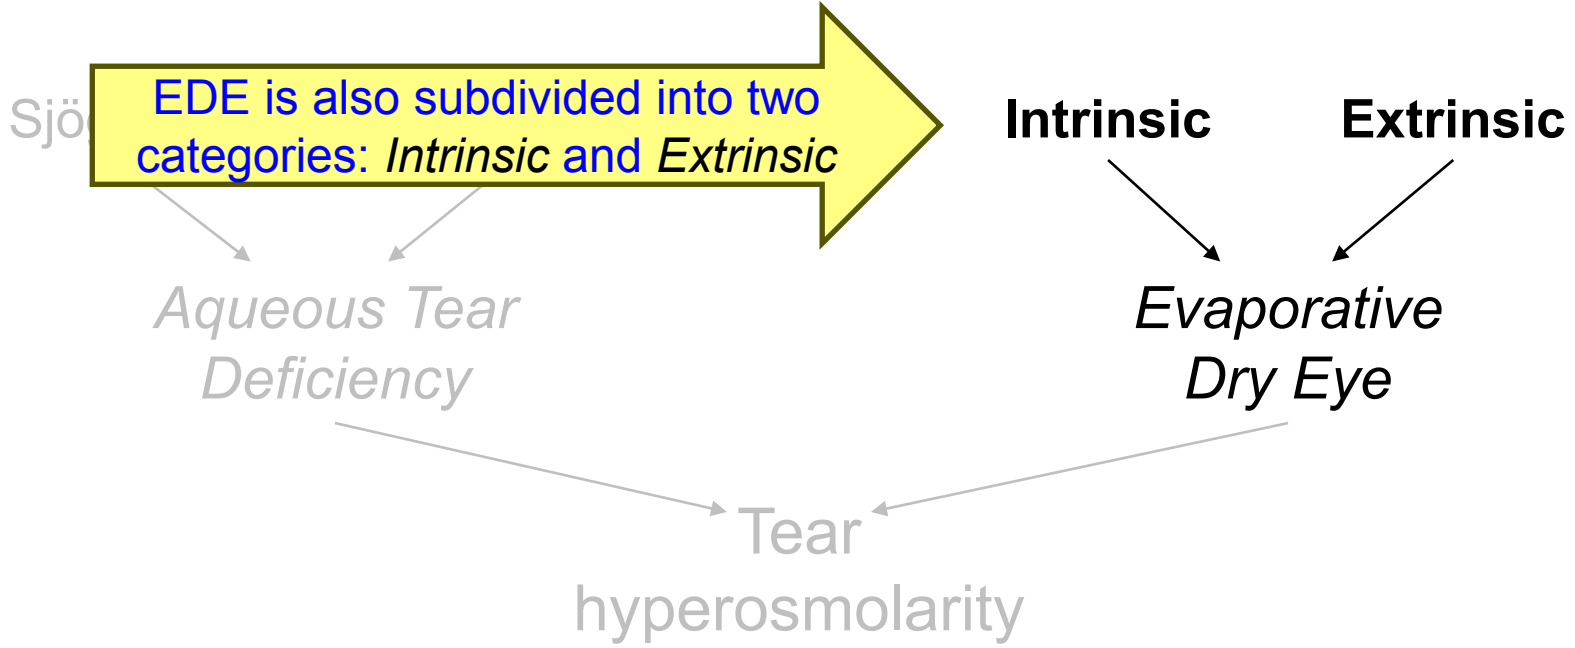 EDE is also subdivided into two
categories: Intrinsic and Extrinsic
Intrinsic Extrinsic
Aqueous Tear
Deficiency
Evaporative
Dry Eye
Tear
hyperosmolarity